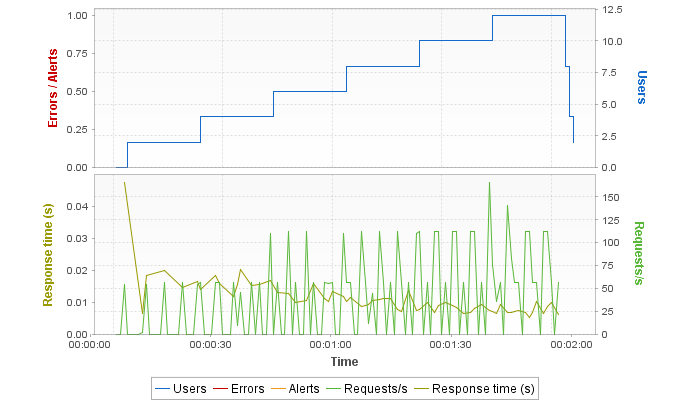 1.00
0.75
0.50
0.25
0.00
Errors / Alerts
12.5
10.0
7.5
5.0
2.5
0.0
Users
0.04
0.03
0.02
0.01
0.00
Response time (s)
150
125
100
75
50
25
0
Requests/s
00:00:00
00:00:30
00:01:00
00:01:30
00:02:00
Time
Users
Errors
Alerts
Requests/s
Response time (s)